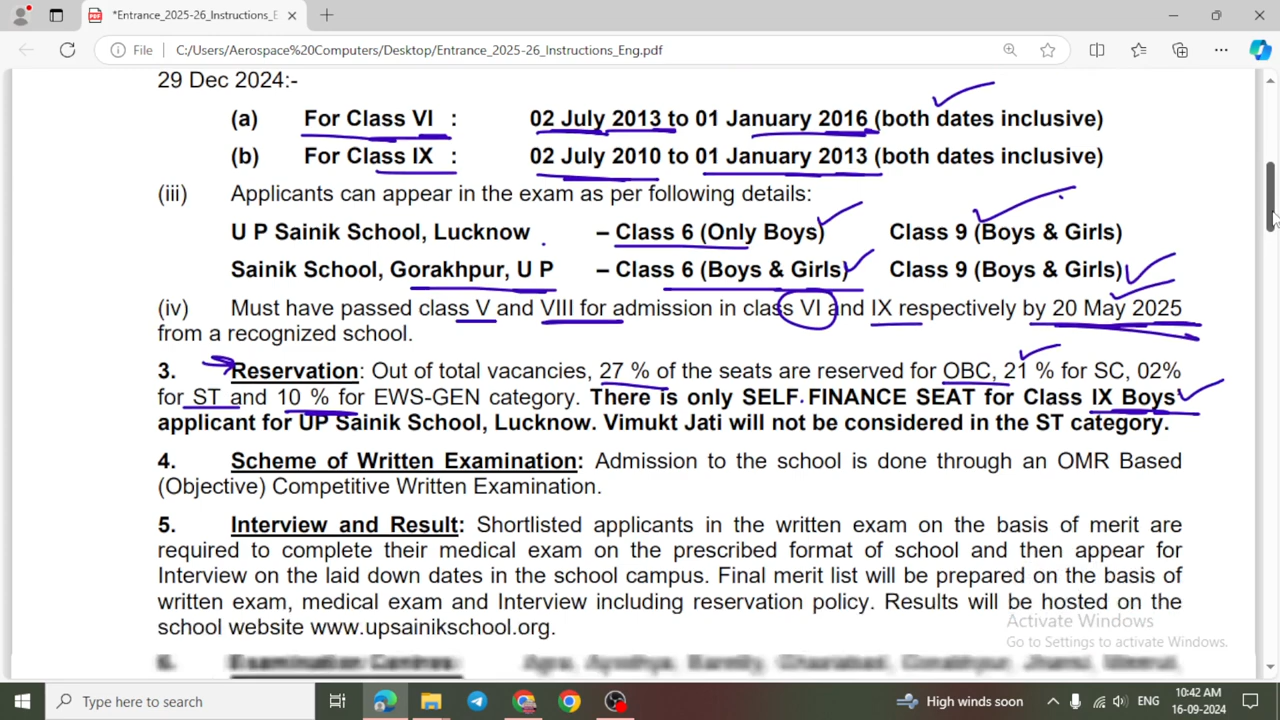 *Entrance_2025-26_Instructions_E
File C:/Users/Aerospace%20Computers/Desktop/Entrance_2025-26_Instructions_Eng.pdf
29 Dec 2024:-
(a) For Class VI : 02 July 2013 to 01 January 2016 (both dates inclusive)
(b) For Class IX : 02 July 2010 to 01 January 2013 (both dates inclusive)
(iii) Applicants can appear in the exam as per following details:
U P Sainik School, Lucknow – Class 6 (Only Boys) Class 9 (Boys & Girls)
Sainik School, Gorakhpur, U P – Class 6 (Boys & Girls) Class 9 (Boys & Girls)
(iv) Must have passed class V and VIII for admission in class VI and IX respectively by 20 May 2025
from a recognized school.
3. Reservation: Out of total vacancies, 27 % of the seats are reserved for OBC, 21 % for SC, 02%
for ST and 10 % for EWS-GEN category. There is only SELF FINANCE SEAT for Class IX Boys
applicant for UP Sainik School, Lucknow. Vimukt Jati will not be considered in the ST category.
4. Scheme of Written Examination: Admission to the school is done through an OMR Based
(Objective) Competitive Written Examination.
5. Interview and Result: Shortlisted applicants in the written exam on the basis of merit are
required to complete their medical exam on the prescribed format of school and then appear for
Interview on the laid down dates in the school campus. Final merit list will be prepared on the basis of
written exam, medical exam and Interview including reservation policy. Results will be hosted on the
school website www.upsainikschool.org.
Activate Windows
Go to Settings to activate Windows.
6. Examination Centres: Agra, Ayodhya, Bareilly, Ghaziabad, Gorakhpur, Jhansi, Meerut,
Type here to search
High winds soon
ENG
10:42 AM
16-09-2024